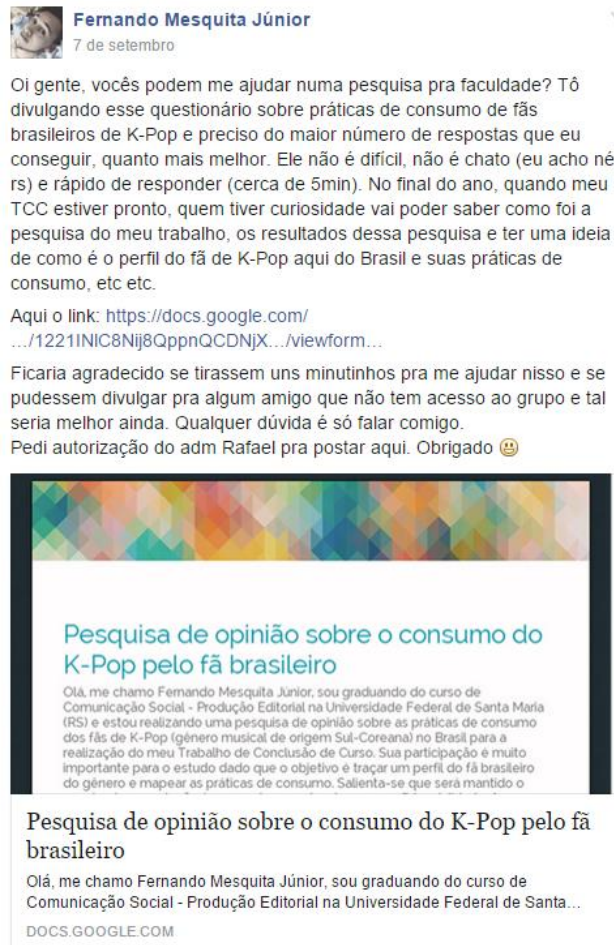 Fernando Mesquita Júnior
7 de setembro
Oi gente, vocês podem me ajudar numa pesquisa pra faculdade? Tô
divulgando esse questionário sobre práticas de consumo de fãs
brasileiros de K-Pop e preciso do maior número de respostas que eu
conseguir, quanto mais melhor. Ele não é difícil, não é chato (eu acho né
rs) e rápido de responder (cerca de 5min). No final do ano, quando meu
TCC estiver pronto, quem tiver curiosidade vai poder saber como foi a
pesquisa do meu trabalho, os resultados dessa pesquisa e ter uma ideia
de como é o perfil do fã de K-Pop aqui do Brasil e suas práticas de
consumo, etc etc.
Aqui o link: https://docs.google.com/
…/1221INlC8Nij8QppnQCDNjX…/viewform…
Ficaria agradecido se tirassem uns minutinhos pra me ajudar nisso e se
pudessem divulgar pra algum amigo que não tem acesso ao grupo e tal
seria melhor ainda. Qualquer dúvida é só falar comigo.
Pedi autorização do adm Rafael pra postar aqui. Obrigado 😃
Pesquisa de opinião sobre o consumo do
K-Pop pelo fã brasileiro
Olá, me chamo Fernando Mesquita Júnior, sou graduando do curso de
Comunicação Social - Produção Editorial na Universidade Federal de Santa Maria
(RS) e estou realizando uma pesquisa de opinião sobre as práticas de consumo
dos fãs de K-Pop (gênero musical de origem Sul-Coreana) no Brasil para a
realização do meu Trabalho de Conclusão de Curso. Sua participação é muito
importante para o estudo dado que o objetivo é traçar um perfil do fã brasileiro
do gênero e mapear as práticas de consumo. Salienta-se que será mantido o
Pesquisa de opinião sobre o consumo do K-Pop pelo fã
brasileiro
Olá, me chamo Fernando Mesquita Júnior, sou graduando do curso de
Comunicação Social - Produção Editorial na Universidade Federal de Santa...
DOCS.GOOGLE.COM